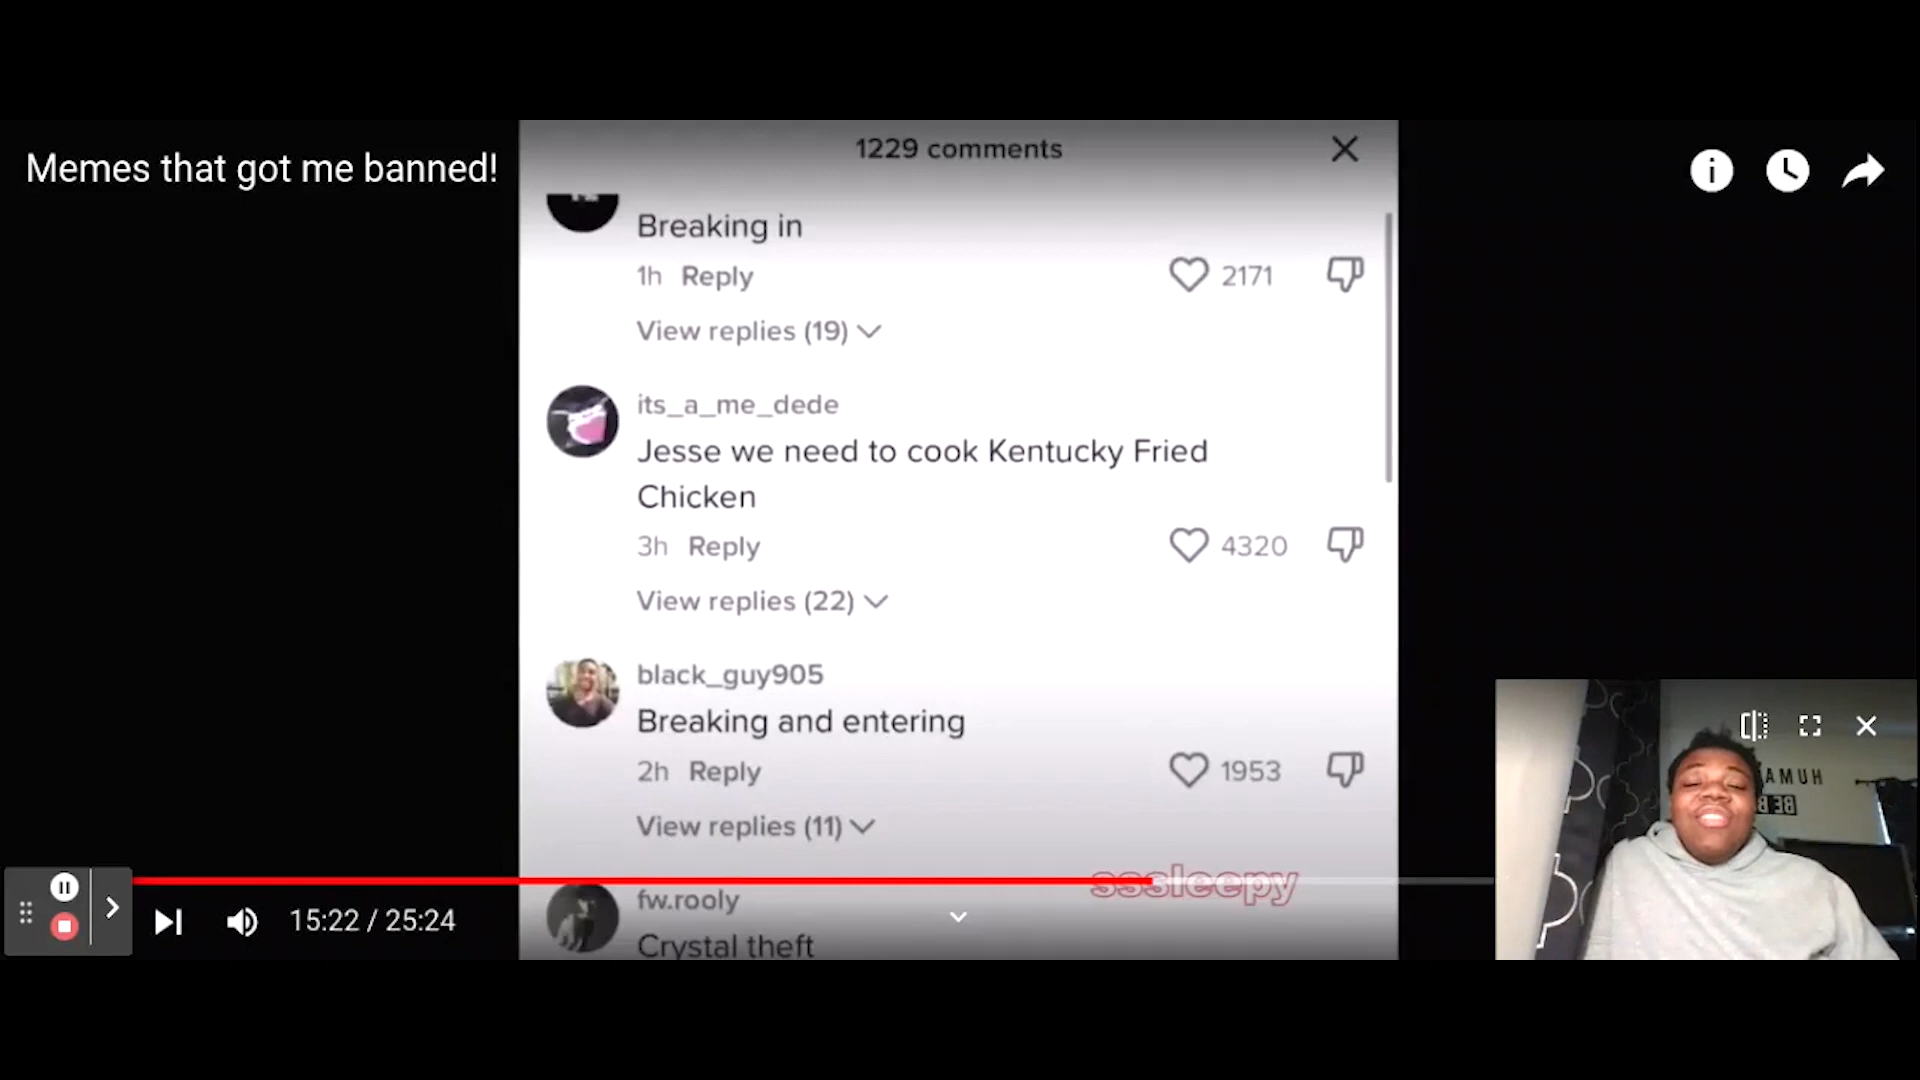 Memes that got me banned!
1229 comments
Breaking in
1h Reply
2171
View replies (19)
its_a_me_dede
Jesse we need to cook Kentucky Fried
Chicken
3h Reply
4320
View replies (22)
black_guy905
Breaking and entering
2h Reply
1953
View replies (11)
sssleepy
fw.rooly
Crystal theft
15:22 / 25:24
HUMA
BE